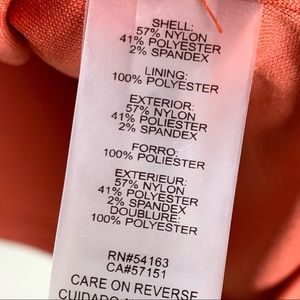 SHELL:
57% NYLON
41% POLYESTER
2% SPANDEX
LINING:
100% POLYESTER
EXTERIOR:
57% NYLON
41% POLIESTER
2% SPANDEX
FORRO:
100% POLIESTER
EXTERIEUR:
57% NYLON
41% POLYESTER
2% SPANDEX
DOUBLURE:
100% POLYESTER
RN#54163
CA#57151
CARE ON REVERSE
CUIDADO